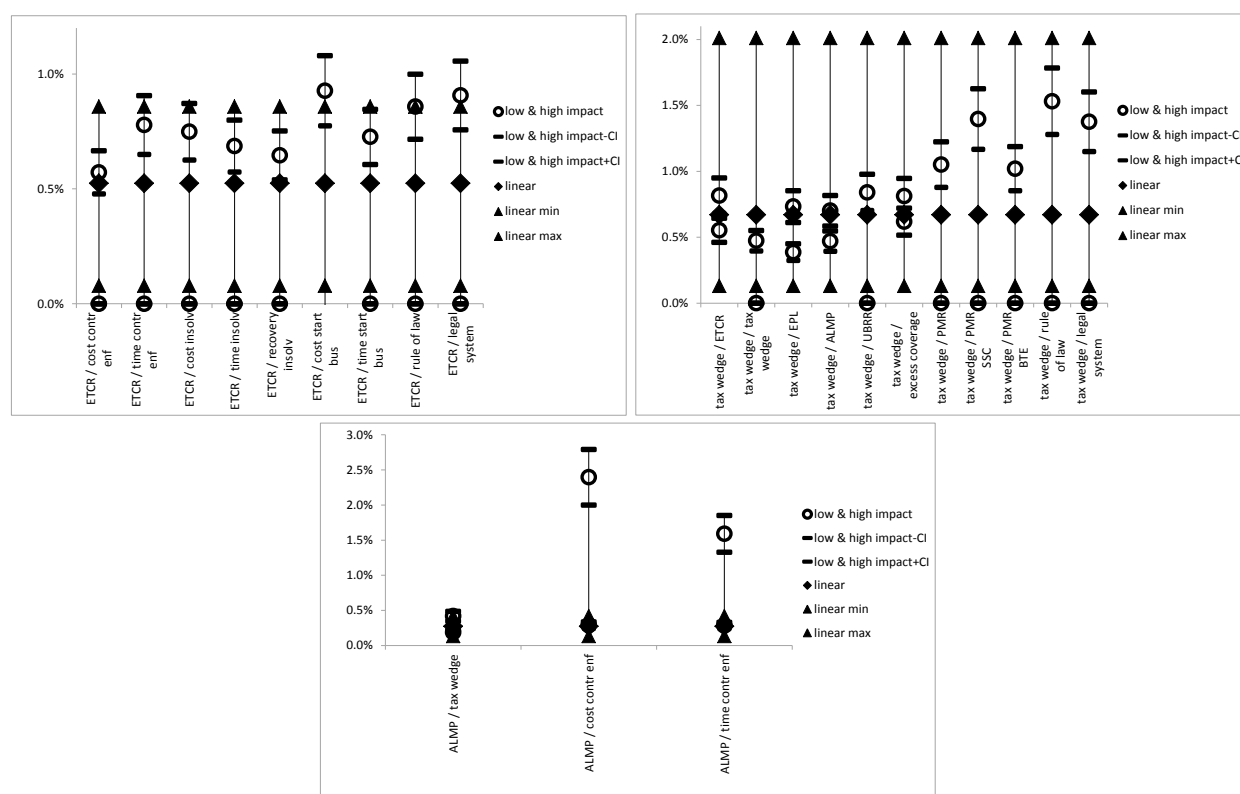 1.0%
0.5%
0.0%
low & high impact
low & high impact-CI
low & high impact+CI
linear
linear min
linear max
ETCR / cost contr
enf
ETCR / time contr
enf
ETCR / cost insolv
ETCR / time insolv
ETCR / recovery
insolv
ETCR / cost start
bus
ETCR / time start
bus
ETCR / rule of law
ETCR / legal
system
2.0%
1.5%
1.0%
0.5%
0.0%
low & high impact
low & high impact-CI
low & high impact+CI
linear
linear min
linear max
tax wedge / ETCR
tax wedge / tax
wedge
tax wedge / EPL
tax wedge / ALMP
tax wedge / UBRR
tax wedge /
excess coverage
tax wedge / PMR
tax wedge / PMR
SSC
tax wedge / PMR
BTE
tax wedge / rule
of law
tax wedge / legal
system
3.0%
2.5%
2.0%
1.5%
1.0%
0.5%
0.0%
low & high impact
low & high impact-CI
low & high impact+CI
linear
linear min
linear max
ALMP / tax wedge
ALMP / cost contr enf
ALMP / time contr enf